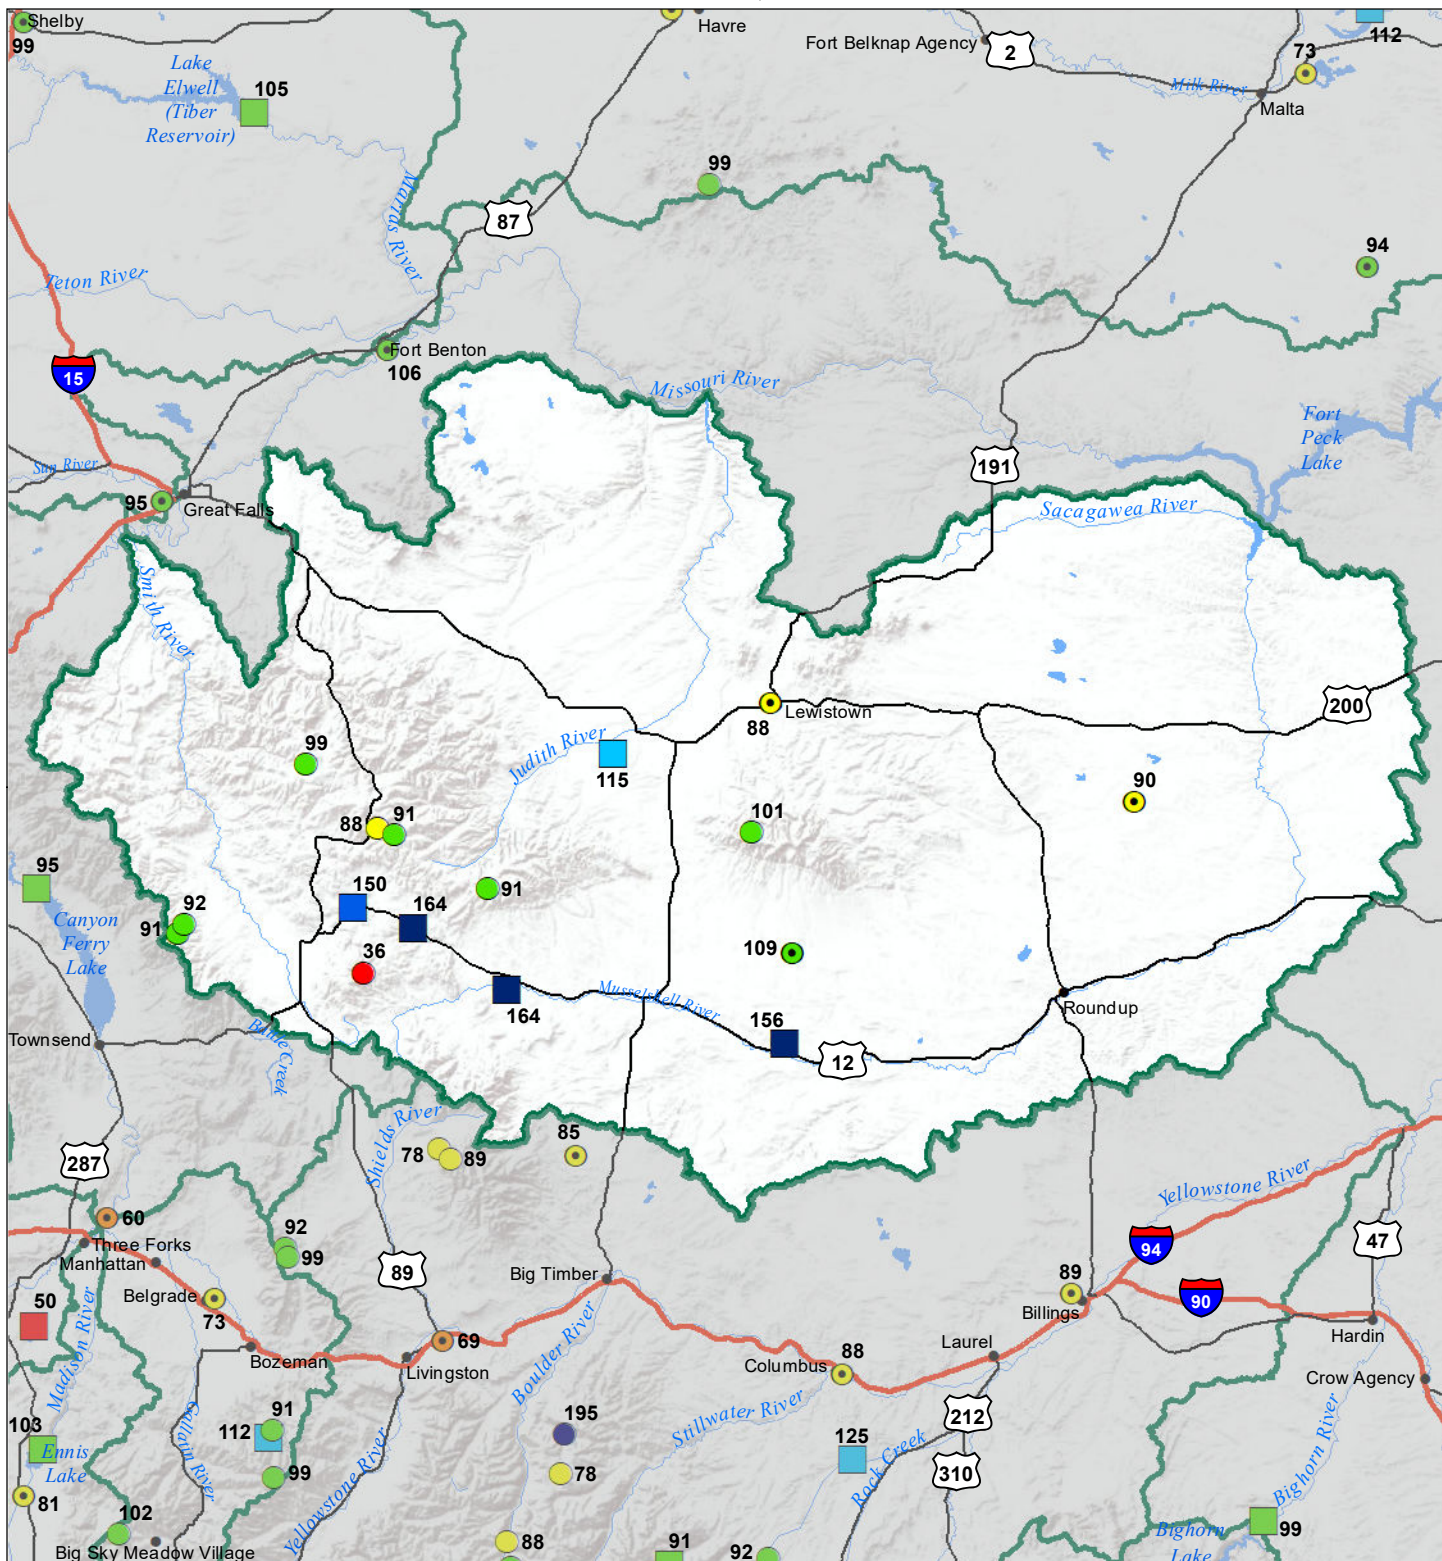 Shelby
99
Havre
Fort Belknap Agency
2
112
73
Lake
Elwell
(Tiber
Reservoir)
105
Milk River
Malta
99
Marias River
87
94
Teton River
Fort Benton
106
15
Missouri River
Fort
Peck
Lake
191
Sun River
95
Great Falls
Sacagawea River
Smith River
200
88
Lewistown
Judith River
115
99
90
88
91
101
95
150
164
91
Canyon
Ferry
Lake
92
91
36
109
164
Musselshell River
Roundup
156
12
Townsend
Battle Creek
Shields River
78
89
85
287
Yellowstone River
60
Three Forks
Manhattan
92
99
89
94
47
Big Timber
89
Billings
90
Belgrade
73
50
Madison River
Hardin
69
Bozeman
Livingston
Boulder River
Laurel
88
Columbus
Crow Agency
103
Ennis
Lake
Gallatin River
91
112
195
Stillwater River
212
125
Rock Creek
310
99
78
Bighorn River
81
102
Yellowstone River
99
Big Sky Meadow Village
88
91
92
Bighorn
Lake